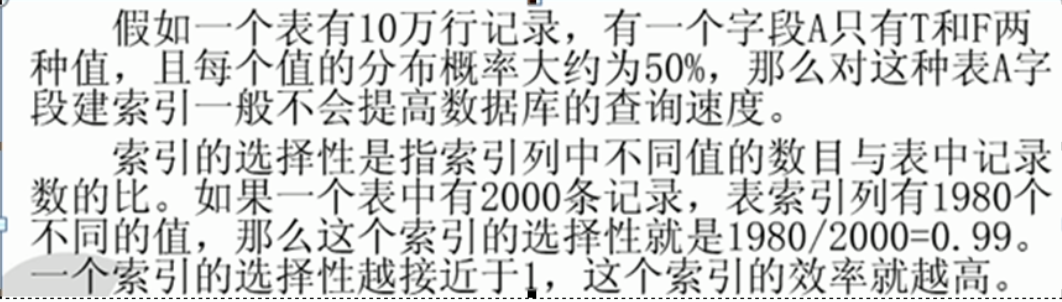 假如一个表有10万行记录，有一个字段A只有T和F两
种值，且每个值的分布概率大约为50%，那么对这种表A字
段建索引一般不会提高数据库的查询速度。
索引的选择性是指索引列中不同值的数目与表中记录
数的比。如果一个表中有2000条记录，表索引列有1980个
不同的值，那么这个索引的选择性就是1980/2000=0.99。
一个索引的选择性越接近于1，这个索引的效率就越高。